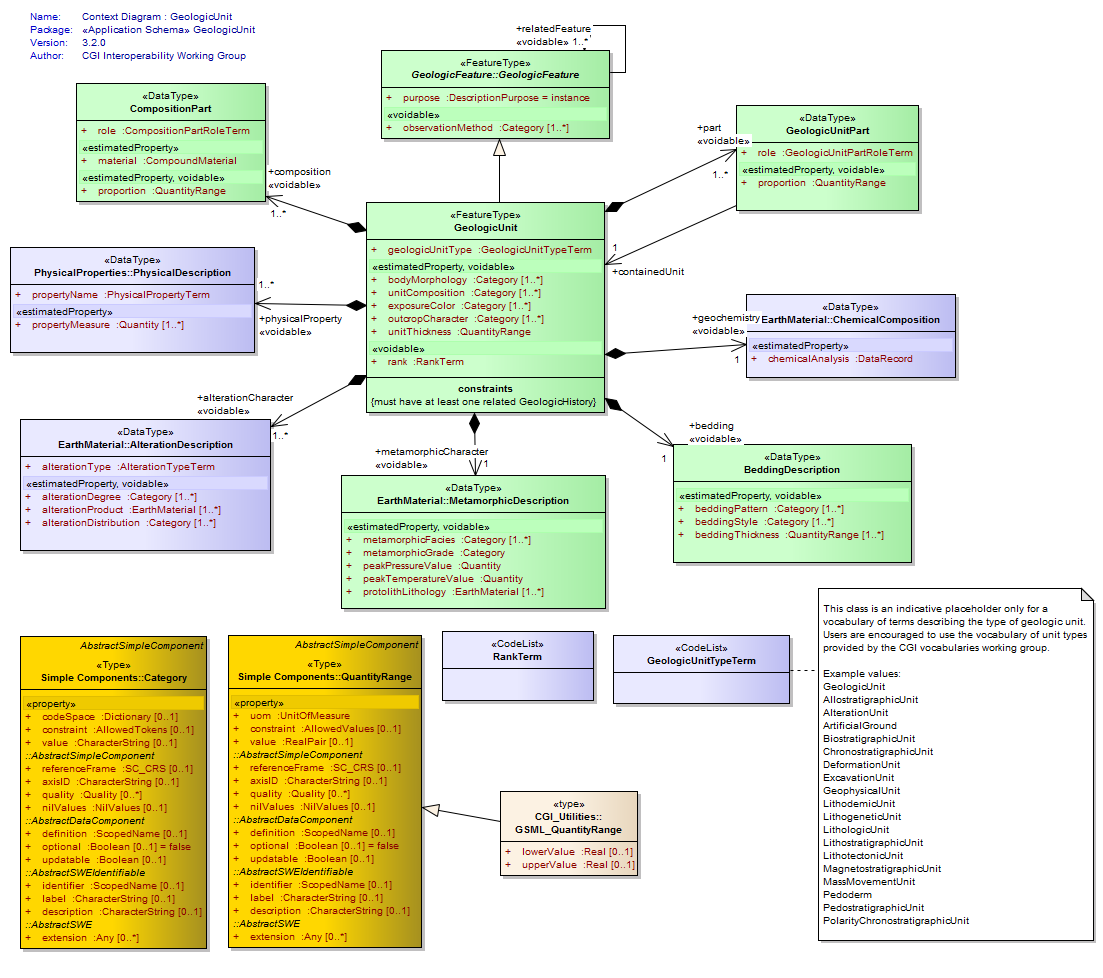 Name: Context Diagram : GeologicUnit
Package: «Application Schema» GeologicUnit
Version: 3.2.0
Author: CGI Interoperability Working Group
+relatedFeature
«voidable» 1..*
«FeatureType»
GeologicFeature::GeologicFeature
+ purpose :DescriptionPurpose = instance
«voidable»
+ observationMethod :Category [1..*]
«DataType»
CompositionPart
+ role :CompositionPartRoleTerm
«estimatedProperty»
+ material :CompoundMaterial
«estimatedProperty, voidable»
+ proportion :QuantityRange
+composition
«voidable»
1..*
+part
«voidable»
1..*
«DataType»
GeologicUnitPart
+ role :GeologicUnitPartRoleTerm
«estimatedProperty, voidable»
+ proportion :QuantityRange
1
+containedUnit
«FeatureType»
GeologicUnit
+ geologicUnitType :GeologicUnitTypeTerm
«estimatedProperty, voidable»
+ bodyMorphology :Category [1..*]
+ unitComposition :Category [1..*]
+ exposureColor :Category [1..*]
+ outcropCharacter :Category [1..*]
+ unitThickness :QuantityRange
«voidable»
+ rank :RankTerm
constraints
{must have at least one related GeologicHistory}
«DataType»
PhysicalProperties::PhysicalDescription
+ propertyName :PhysicalPropertyTerm
«estimatedProperty»
+ propertyMeasure :Quantity [1..*]
1..*
+physicalProperty
«voidable»
+geochemistry
«voidable»
1
«DataType»
EarthMaterial::ChemicalComposition
«estimatedProperty»
+ chemicalAnalysis :DataRecord
+alterationCharacter
«voidable»
1..*
«DataType»
EarthMaterial::AlterationDescription
+ alterationType :AlterationTypeTerm
«estimatedProperty, voidable»
+ alterationDegree :Category [1..*]
+ alterationProduct :EarthMaterial [1..*]
+ alterationDistribution :Category [1..*]
+metamorphicCharacter
«voidable»
1
«DataType»
EarthMaterial::MetamorphicDescription
«estimatedProperty, voidable»
+ metamorphicFacies :Category [1..*]
+ metamorphicGrade :Category
+ peakPressureValue :Quantity
+ peakTemperatureValue :Quantity
+ protolithLithology :EarthMaterial [1..*]
+bedding
«voidable»
1
«DataType»
BeddingDescription
«estimatedProperty, voidable»
+ beddingPattern :Category [1..*]
+ beddingStyle :Category [1..*]
+ beddingThickness :QuantityRange [1..*]
AbstractSimpleComponent
«Type»
Simple Components::Category
«property»
+ codeSpace :Dictionary [0..1]
+ constraint :AllowedTokens [0..1]
+ value :CharacterString [0..1]
::AbstractSimpleComponent
+ referenceFrame :SC_CRS [0..1]
+ axisID :CharacterString [0..1]
+ quality :Quality [0..*]
+ nilValues :NilValues [0..1]
::AbstractDataComponent
+ definition :ScopedName [0..1]
+ optional :Boolean [0..1] = false
+ updatable :Boolean [0..1]
::AbstractSWEIdentifiable
+ identifier :ScopedName [0..1]
+ label :CharacterString [0..1]
+ description :CharacterString [0..1]
::AbstractSWE
+ extension :Any [0..*]
AbstractSimpleComponent
«Type»
Simple Components::QuantityRange
«property»
+ uom :UnitOfMeasure
+ constraint :AllowedValues [0..1]
+ value :RealPair [0..1]
::AbstractSimpleComponent
+ referenceFrame :SC_CRS [0..1]
+ axisID :CharacterString [0..1]
+ quality :Quality [0..*]
+ nilValues :NilValues [0..1]
::AbstractDataComponent
+ definition :ScopedName [0..1]
+ optional :Boolean [0..1] = false
+ updatable :Boolean [0..1]
::AbstractSWEIdentifiable
+ identifier :ScopedName [0..1]
+ label :CharacterString [0..1]
+ description :CharacterString [0..1]
::AbstractSWE
+ extension :Any [0..*]
«CodeList»
RankTerm
«CodeList»
GeologicUnitTypeTerm
«type»
CGI_Utilities::
GSML_QuantityRange
+ lowerValue :Real [0..1]
+ upperValue :Real [0..1]
This class is an indicative placeholder only for a
vocabulary of terms describing the type of geologic unit.
Users are encouraged to use the vocabulary of unit types
provided by the CGI vocabularies working group.
Example values:
GeologicUnit
AllostratigraphicUnit
AlterationUnit
ArtificialGround
BiostratigraphicUnit
ChronostratigraphicUnit
DeformationUnit
ExcavationUnit
GeophysicalUnit
LithodemicUnit
LithogeneticUnit
LithologicUnit
LithostratigraphicUnit
LithotectonicUnit
MagnetostratigraphicUnit
MassMovementUnit
Pedoderm
PedostratigraphicUnit
PolarityChronostratigraphicUnit